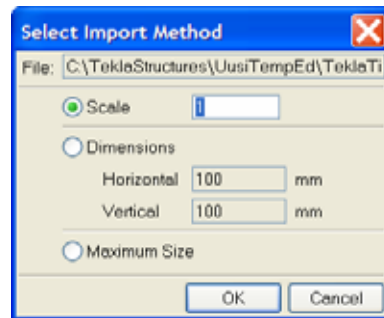 Select Import Method
File: C:\TeklaStructures\UusiTempEd\TeklaTi
Scale 1
Dimensions
Horizontal 100 mm
Vertical 100 mm
Maximum Size
OK Cancel